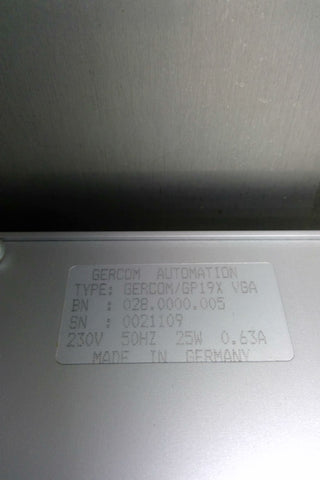 GERCOM AUTOMATION
TYPE: GERCOM/GP19X VGA
BN : 028.0000.005
SN : 0021109
230V 50HZ 25W 0.63A
MADE IN GERMANY